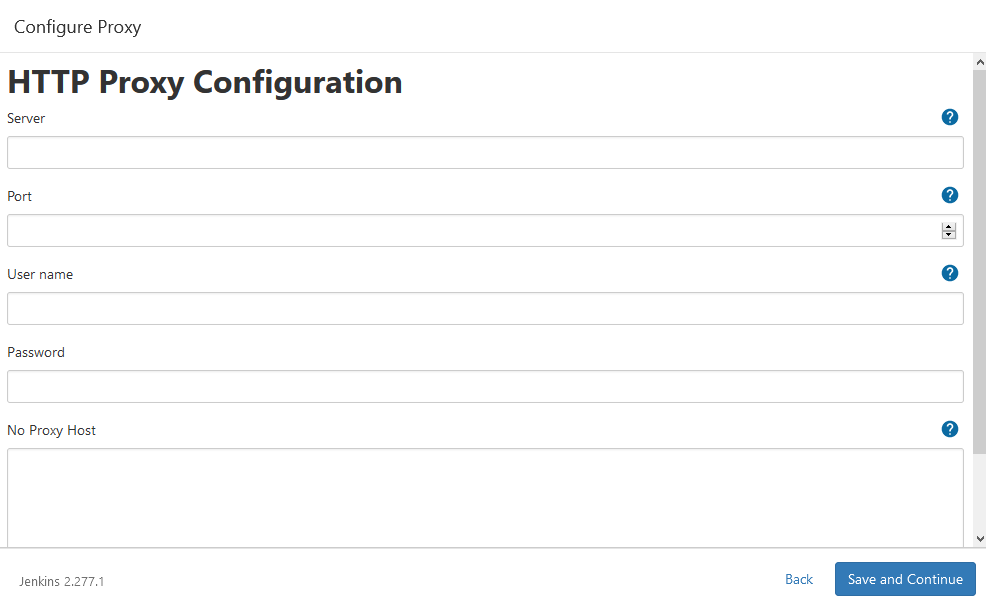 Configure Proxy
HTTP Proxy Configuration
Server
?
Port
?
User name
?
Password
No Proxy Host
?
Jenkins 2.277.1
Back
Save and Continue